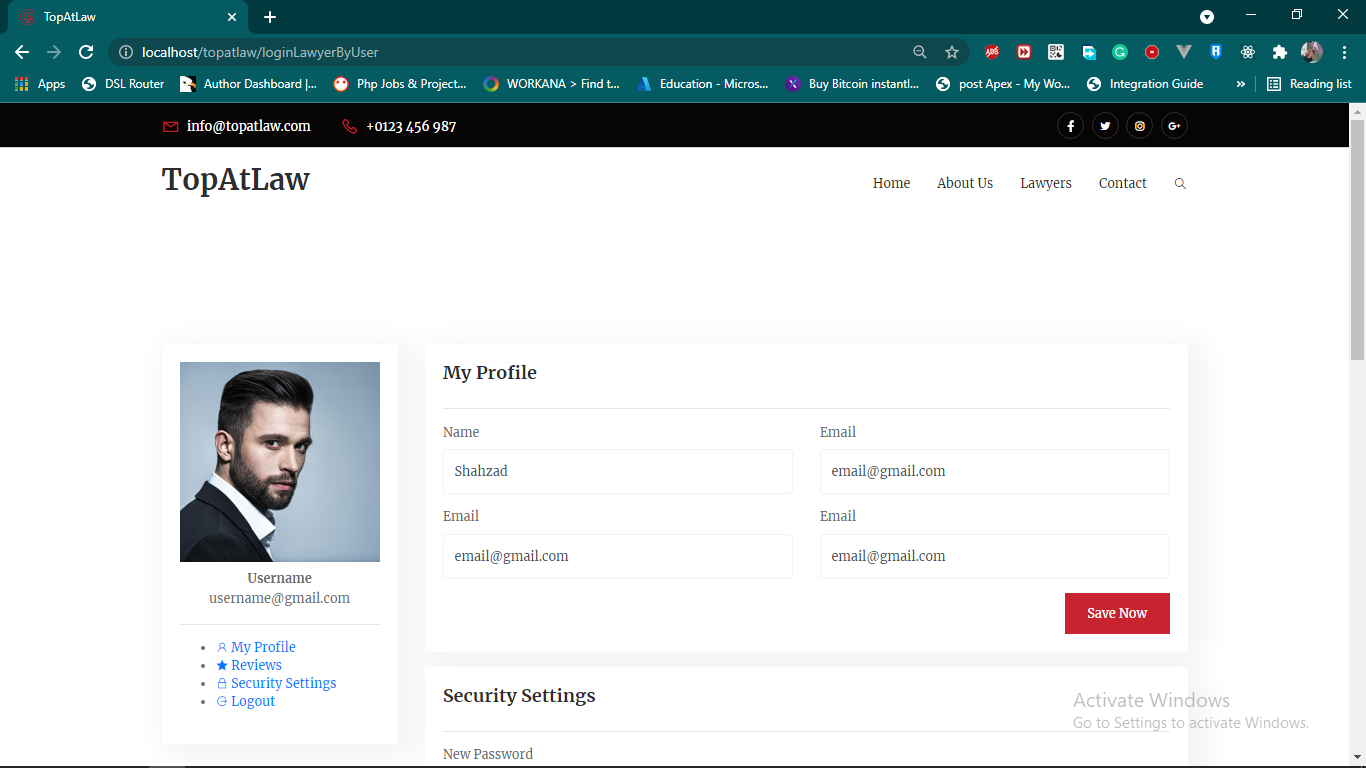 TopAtLaw
localhost/topatlaw/loginLawyerByUser
Apps DSL Router Author Dashboard |... Php Jobs & Project... WORKANA > Find t... Education - Micros... Buy Bitcoin instantl... post Apex - My Wo... Integration Guide » Reading list
info@topatlaw.com +0123 456 987
TopAtLaw
Home About Us Lawyers Contact
My Profile
Name Email
Shahzad email@gmail.com
Email Email
email@gmail.com email@gmail.com
Save Now
Username
username@gmail.com
My Profile
Reviews
Security Settings
Logout
Security Settings
New Password
Activate Windows
Go to Settings to activate Windows.